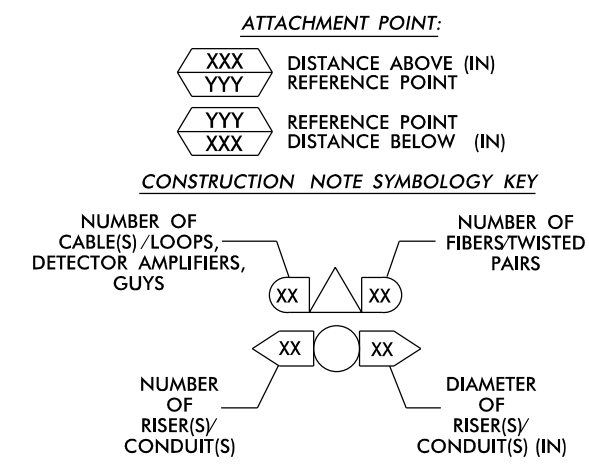 ATTACHMENT POINT:
XXX DISTANCE ABOVE (IN)
YYY REFERENCE POINT
YYY REFERENCE POINT
XXX DISTANCE BELOW (IN)
CONSTRUCTION NOTE SYMBOLOGY KEY
NUMBER OF
CABLE(S)/LOOPS,
DETECTOR AMPLIFIERS,
GUYS
NUMBER OF
FIBERS/TWISTED
PAIRS
XX XX
XX XX
NUMBER
OF
RISER(S)/
CONDUIT(S)
DIAMETER
OF
RISER(S)/
CONDUIT(S) (IN)